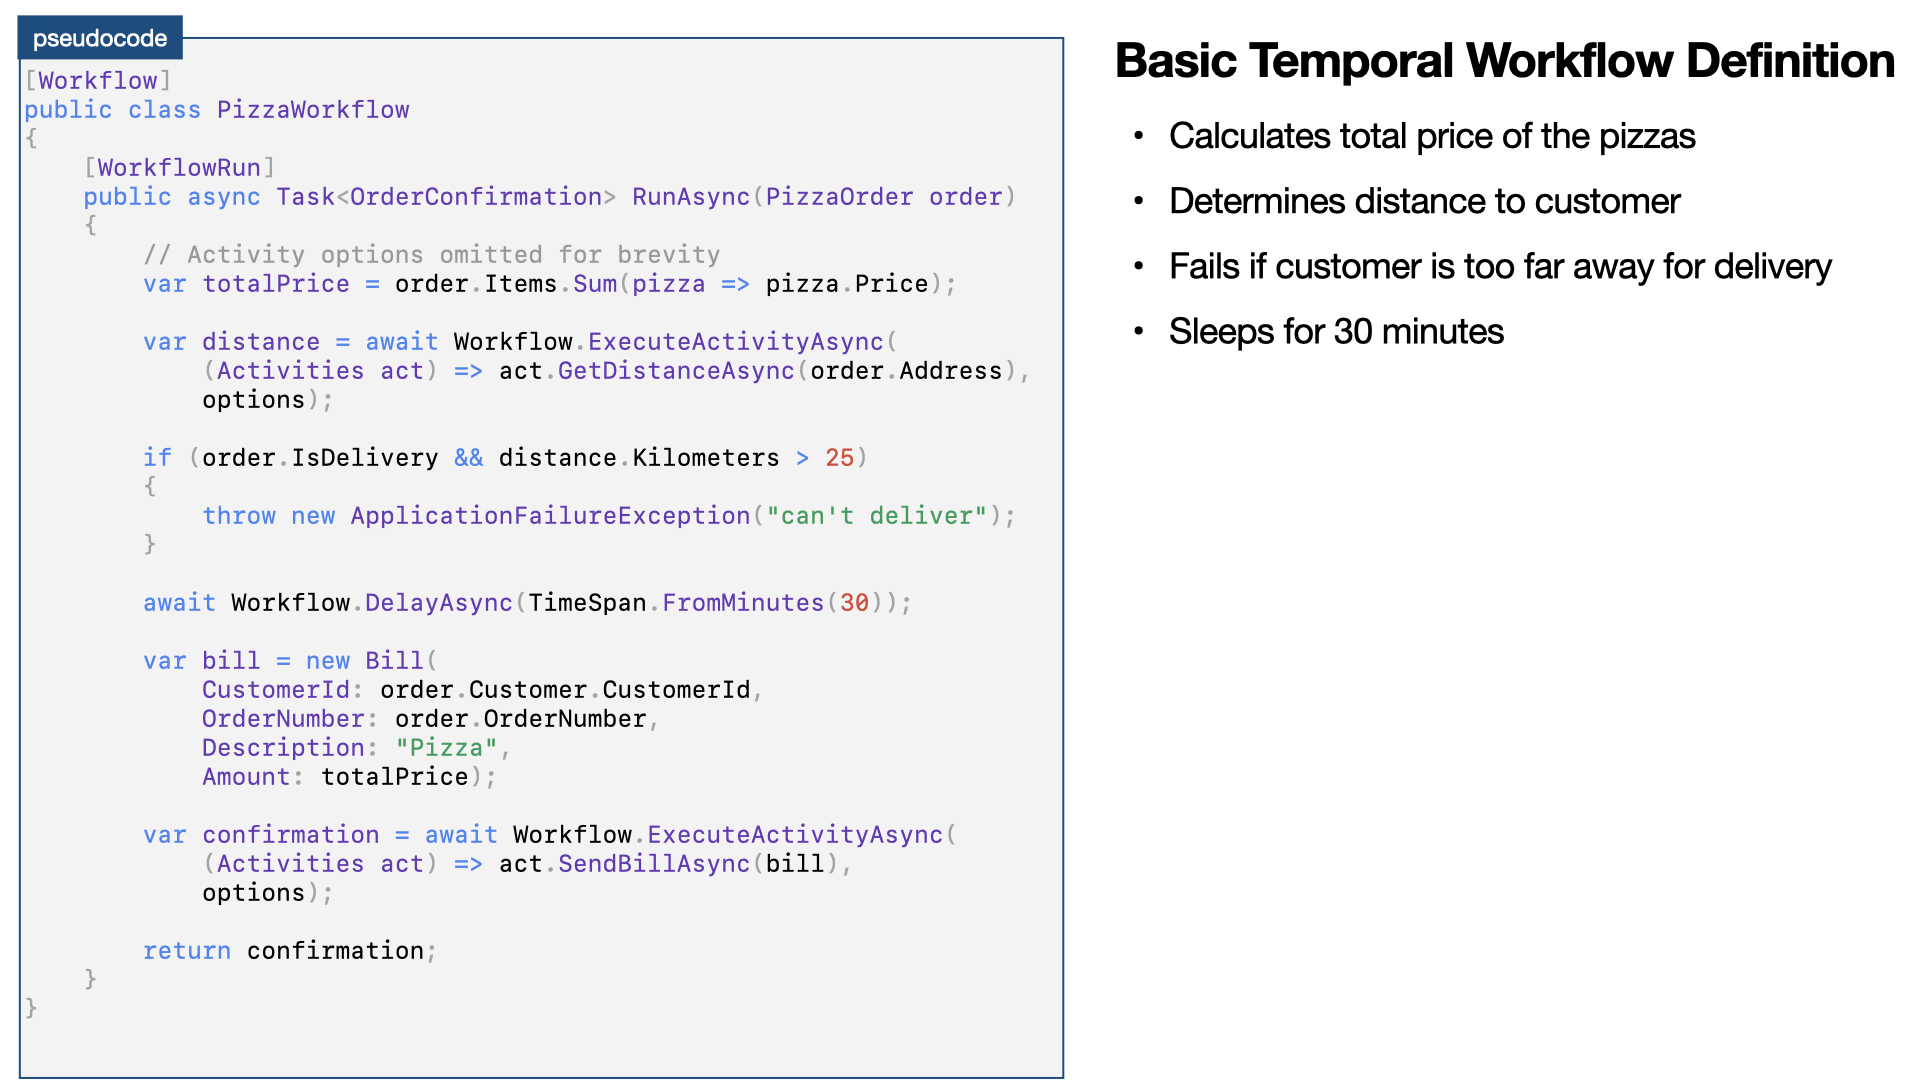 pseudocode
[Workflow]
public class PizzaWorkflow
{
    [WorkflowRun]
    public async Task<OrderConfirmation> RunAsync(PizzaOrder order)
    {
        // Activity options omitted for brevity
        var totalPrice = order.Items.Sum(pizza => pizza.Price);

        var distance = await Workflow.ExecuteActivityAsync(
            (Activities act) => act.GetDistanceAsync(order.Address),
            options);

        if (order.IsDelivery && distance.Kilometers > 25)
        {
            throw new ApplicationFailureException("can't deliver");
        }

        await Workflow.DelayAsync(TimeSpan.FromMinutes(30));

        var bill = new Bill(
            CustomerId: order.Customer.CustomerId,
            OrderNumber: order.OrderNumber,
            Description: "Pizza",
            Amount: totalPrice);

        var confirmation = await Workflow.ExecuteActivityAsync(
            (Activities act) => act.SendBillAsync(bill),
            options);

        return confirmation;
    }
}
Basic Temporal Workflow Definition
• Calculates total price of the pizzas
• Determines distance to customer
• Fails if customer is too far away for delivery
• Sleeps for 30 minutes